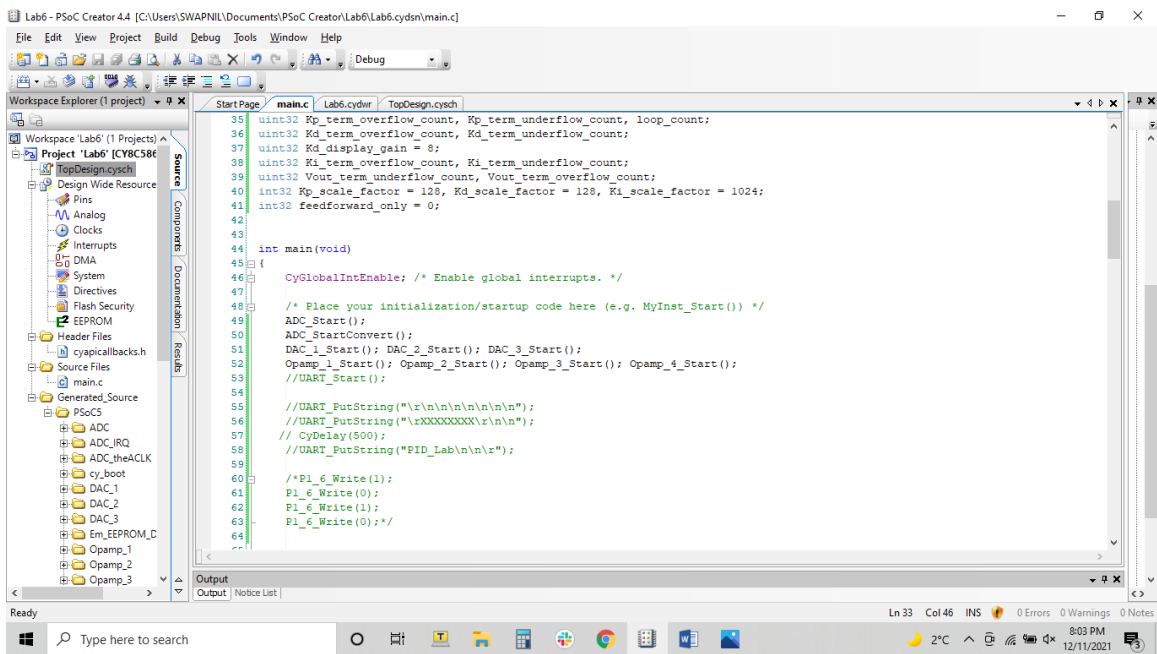 Lab6 - PSoC Creator 4.4 [C:\Users\SWAPNIL\Documents\PSoC Creator\Lab6\Lab6.cydsn\main.c]
File Edit View Project Build Debug Tools Window Help
Debug
Workspace Explorer (1 project)
Start Page main.c Lab6.cydwr TopDesign.cysch
Workspace 'Lab6' (1 Projects)
Project 'Lab6' [CY8C586
TopDesign.cysch
Design Wide Resource
Pins
Analog
Clocks
Interrupts
DMA
System
Directives
Flash Security
EEPROM
Header Files
cyapicallbacks.h
Source Files
main.c
Generated_Source
PSoC5
ADC
ADC_IRQ
ADC_theACLK
cy_boot
DAC_1
DAC_2
DAC_3
Em_EEPROM_D
Opamp_1
Opamp_2
Opamp_3
Source
Components
Documentation
Results
35 uint32 Kp_term_overflow_count, Kp_term_underflow_count, loop_count;
36 uint32 Kd_term_overflow_count, Kd_term_underflow_count;
37 uint32 Kd_display_gain = 8;
38 uint32 Ki_term_overflow_count, Ki_term_underflow_count;
39 uint32 Vout_term_underflow_count, Vout_term_overflow_count;
40 int32 Kp_scale_factor = 128, Kd_scale_factor = 128, Ki_scale_factor = 1024;
41 int32 feedforward_only = 0;
42
43
44 int main(void)
45 {
46 CyGlobalIntEnable; /* Enable global interrupts. */
47
48 /* Place your initialization/startup code here (e.g. MyInst_Start()) */
49 ADC_Start();
50 ADC_StartConvert();
51 DAC_1_Start(); DAC_2_Start(); DAC_3_Start();
52 Opamp_1_Start(); Opamp_2_Start(); Opamp_3_Start(); Opamp_4_Start();
53 //UART_Start();
54
55 //UART_PutString("\r\n\n\n\n\n\n\n");
56 //UART_PutString("\rXXXXXXXX\r\n\n");
57 // CyDelay(500);
58 //UART_PutString("PID_Lab\n\n\r");
59
60 /*P1_6_Write(1);
61 P1_6_Write(0);
62 P1_6_Write(1);
63 P1_6_Write(0);*/
64
Output
Output Notice List
Ready
Ln 33 Col 46 INS 0 Errors 0 Warnings 0 Notes
Type here to search
2°C
8:03 PM
12/11/2021
3